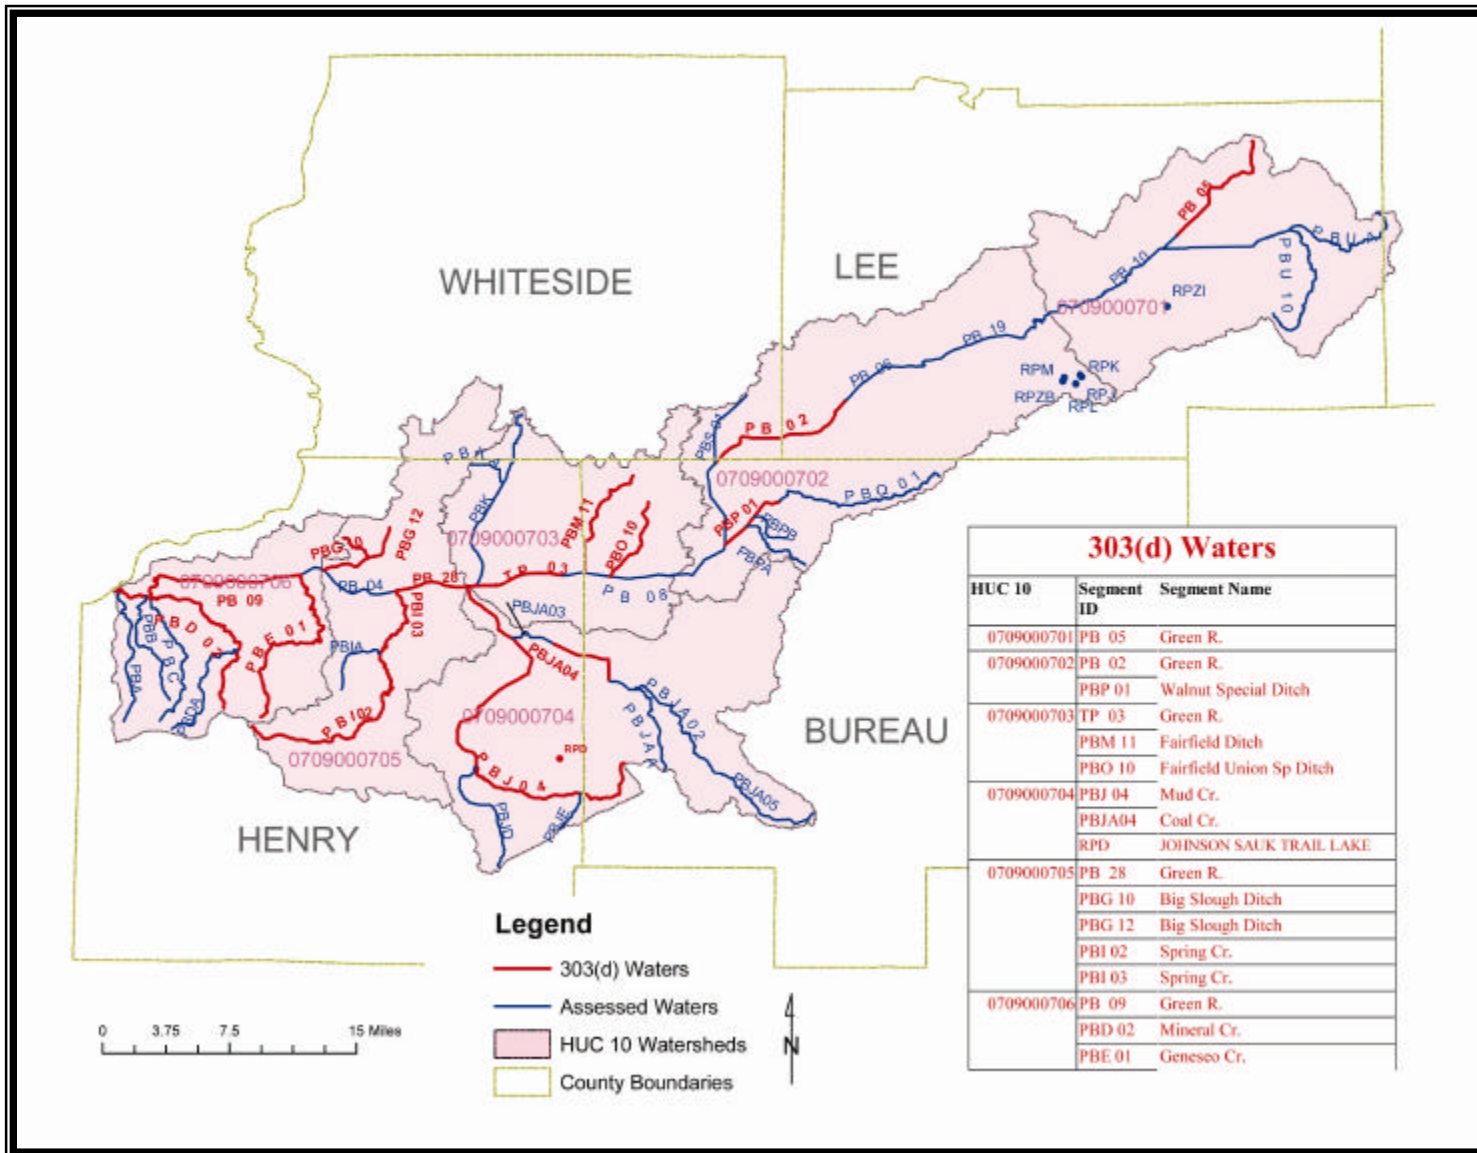 WHITESIDE
LEE
HENRY
BUREAU
PB 05
PBUA
PBU 10
PB 10
0709000701
RPZI
PB 19
RPM
RPK
RPZB
RPJ
RPL
PB 06
PB 02
0709000702
PBQ 01
PBP 01
PBPB
PBPA
PBK
PBM 11
0709000703
PBO 10
PBG 12
PBG 10
PB 28
TP 03
PB 08
PB 04
0709000706
PB 09
PBD 02
PBE 01
PBB
PBC
PBA
PBDA
PBIA
PBI 03
PBI 02
0709000705
PBJA03
PBJA04
0709000704
RPD
PBJ 04
PBJA 02
PBJAA
PBJA05
PBJD
PBJE
303(d) Waters
HUC 10 Segment ID Segment Name
0709000701 PB 05 Green R.
0709000702 PB 02 Green R.
PBP 01 Walnut Special Ditch
0709000703 TP 03 Green R.
PBM 11 Fairfield Ditch
PBO 10 Fairfield Union Sp Ditch
0709000704 PBJ 04 Mud Cr.
PBJA04 Coal Cr.
RPD JOHNSON SAUK TRAIL LAKE
0709000705 PB 28 Green R.
PBG 10 Big Slough Ditch
PBG 12 Big Slough Ditch
PBI 02 Spring Cr.
PBI 03 Spring Cr.
0709000706 PB 09 Green R.
PBD 02 Mineral Cr.
PBE 01 Geneseo Cr.
Legend
303(d) Waters
Assessed Waters
HUC 10 Watersheds
County Boundaries
N
0 3.75 7.5 15 Miles